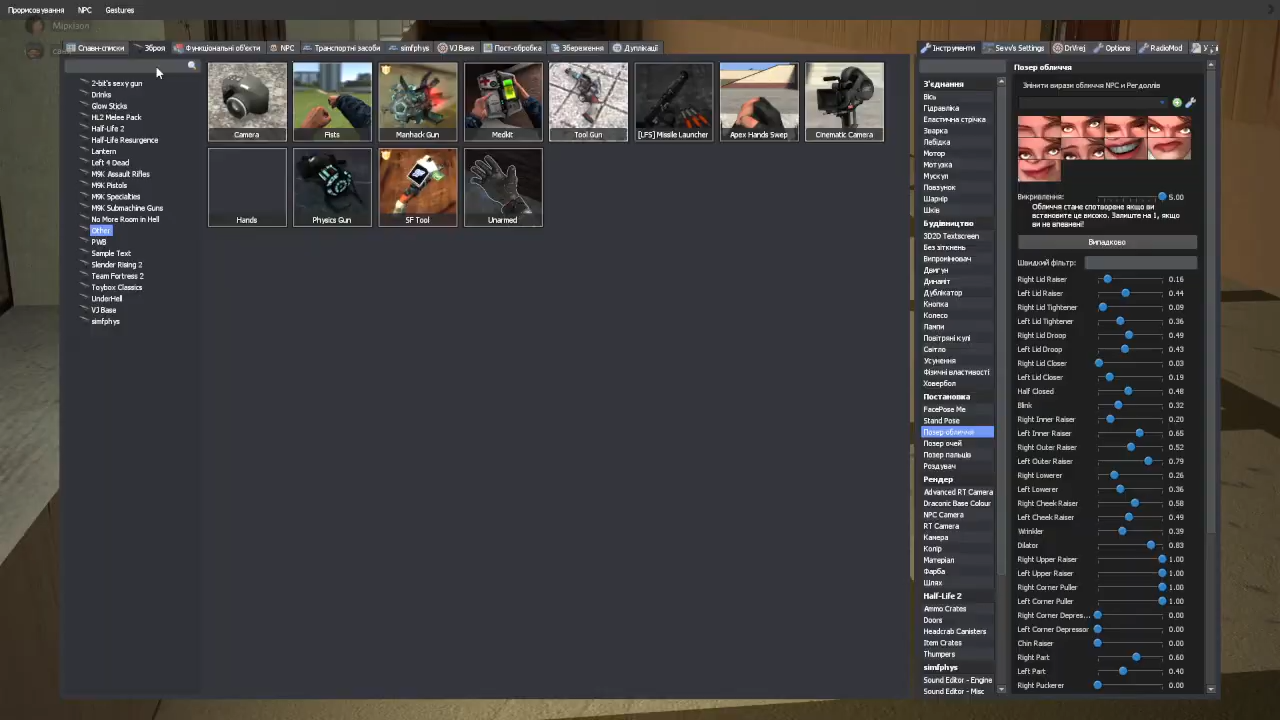 Прорисовування NPC Gestures
Міркізол
Спавн-списки Зброя Функціональні об'єкти NPC Транспортні засоби simfphys VJ Base Пост-обробка Збереження Дуплікації
2-bit's sexy gun
Drinks
Glow Sticks
HL2 Melee Pack
Half-Life 2
Half-Life Resurgence
Lantern
Left 4 Dead
M9K Assault Rifles
M9K Pistols
M9K Specialties
M9K Submachine Guns
No More Room in Hell
Other
PWB
Sample Text
Slender Rising 2
Team Fortress 2
Toybox Classics
UnderHell
VJ Base
simfphys
Camera
Fists
Manhack Gun
Medkit
Tool Gun
[LFS] Missile Launcher
Apex Hands Swep
Cinematic Camera
Hands
Physics Gun
SF Tool
Unarmed
Інструменти Sevv's Settings DrVrej Options RadioMod
З'єднання
Вісь
Гідравліка
Еластична стрічка
Зварка
Лебідка
Мотор
Мотузка
Мускул
Повзунок
Шарнір
Шків
Будівництво
3D2D Textscreen
Без зіткнень
Випромінювач
Двигун
Динаміт
Дублікатор
Кнопка
Колесо
Лампи
Повітряні кулі
Світло
Усунення
Фізичні властивості
Ховербол
Постановка
FacePose Me
Stand Pose
Позер обличчя
Позер очей
Позер пальців
Роздувач
Рендер
Advanced RT Camera
Draconic Base Colour
NPC Camera
RT Camera
Камера
Колір
Матеріал
Фарба
Шлях
Half-Life 2
Ammo Crates
Doors
Headcrab Canisters
Item Crates
Thumpers
simfphys
Sound Editor - Engine
Sound Editor - Misc
Позер обличчя
Змінити вирази обличчя NPC и Регдоллів
Викривлення: 5.00
Обличчя стане спотворене якщо ви
встановите це високо. Залиште на 1, якщо
ви не впевнені!
Випадково
Швидкий фільтр:
Right Lid Raiser 0.16
Left Lid Raiser 0.44
Right Lid Tightener 0.09
Left Lid Tightener 0.36
Right Lid Droop 0.49
Left Lid Droop 0.43
Right Lid Closer 0.03
Left Lid Closer 0.19
Half Closed 0.48
Blink 0.32
Right Inner Raiser 0.20
Left Inner Raiser 0.65
Right Outer Raiser 0.52
Left Outer Raiser 0.79
Right Lowerer 0.26
Left Lowerer 0.36
Right Cheek Raiser 0.58
Left Cheek Raiser 0.49
Wrinkler 0.39
Dilator 0.83
Right Upper Raiser 1.00
Left Upper Raiser 1.00
Right Corner Puller 1.00
Left Corner Puller 1.00
Right Corner Depres... 0.00
Left Corner Depressor 0.00
Chin Raiser 0.00
Right Part 0.60
Left Part 0.40
Right Puckerer 0.00